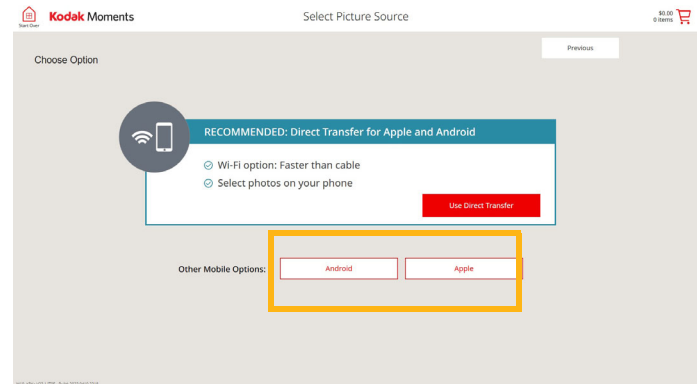 Kodak Moments
Select Picture Source
$0.00
0 items
Start Over
Previous
Choose Option
RECOMMENDED: Direct Transfer for Apple and Android
Wi-Fi option: Faster than cable
Select photos on your phone
Use Direct Transfer
Other Mobile Options:
Android
Apple